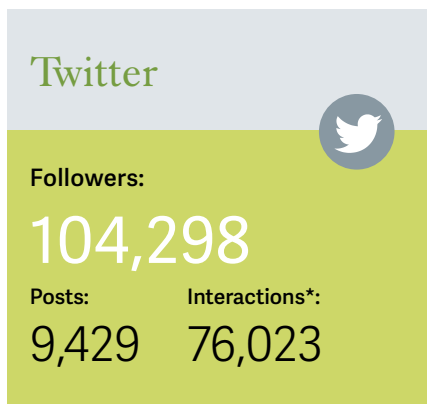 Twitter
Followers:
104,298
Posts: Interactions*:
9,429 76,023